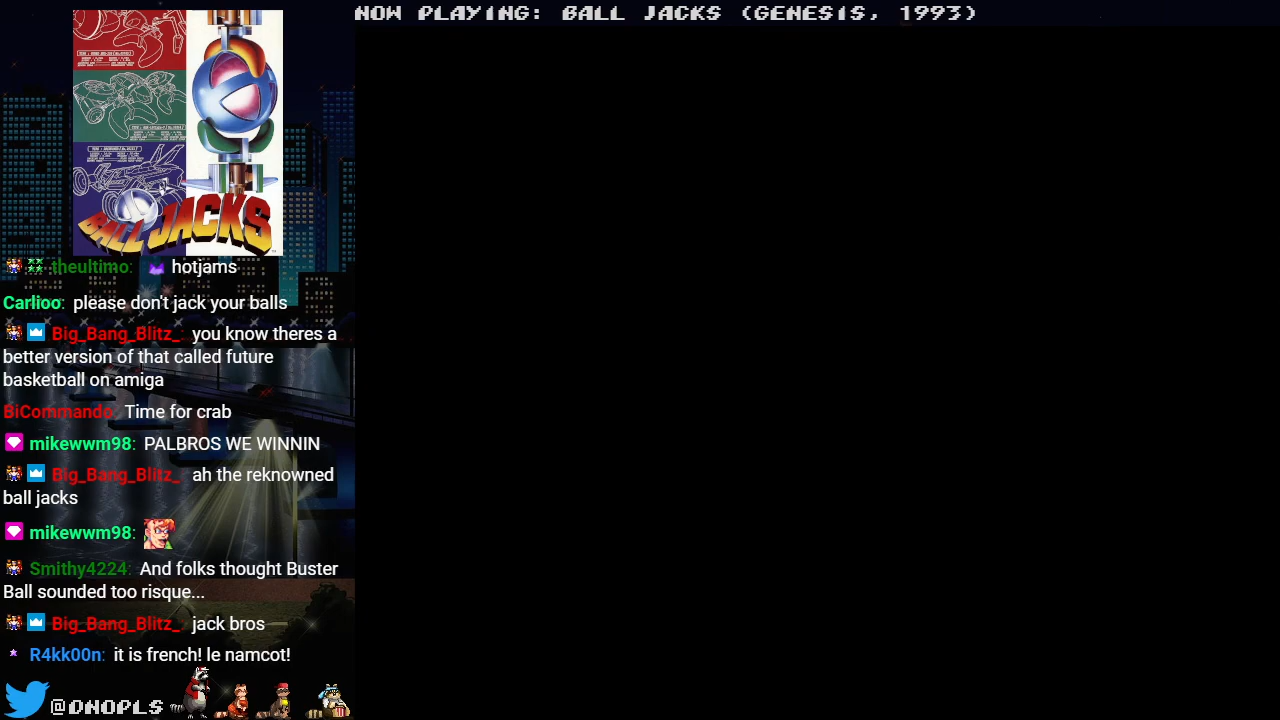 NOW PLAYING: BALL JACKS (GENESIS, 1993)
BALL JACKS
theultimo: hotjams
Carlioo: please don't jack your balls
Big_Bang_Blitz_: you know theres a
better version of that called future
basketball on amiga
BiCommando: Time for crab
mikewwm98: PALBROS WE WINNIN
Big_Bang_Blitz_: ah the reknowned
ball jacks
mikewwm98:
Smithy4224: And folks thought Buster
Ball sounded too risque...
Big_Bang_Blitz_: jack bros
R4kk00n: it is french! le namcot!
@DNOPLS